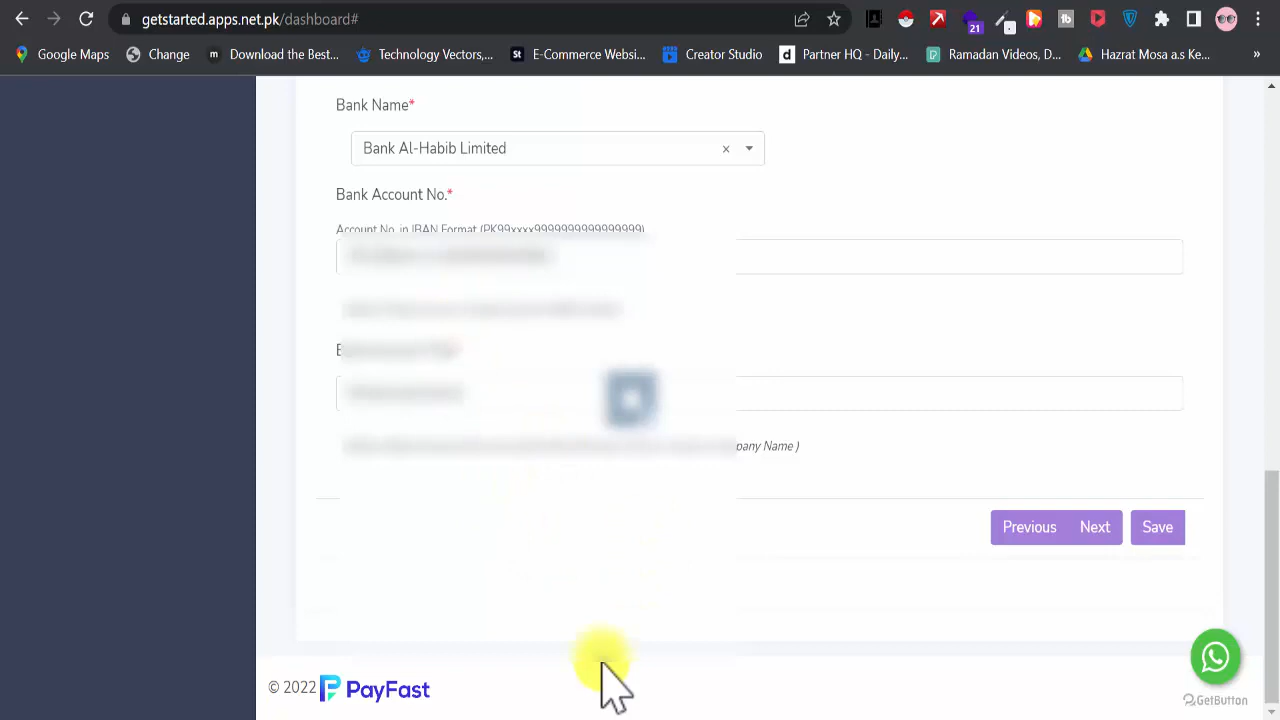 getstarted.apps.net.pk/dashboard#
21
Google Maps
Change
Download the Best...
Technology Vectors,...
E-Commerce Websi...
Creator Studio
Partner HQ - Daily...
Ramadan Videos, D...
Hazrat Mosa a.s Ke...
»
Bank Name*
Bank Al-Habib Limited
Bank Account No.*
Account No. in IBAN Format (PK99xxxx9999999999999999)
pany Name )
Previous
Next
Save
© 2022 PayFast
GetButton